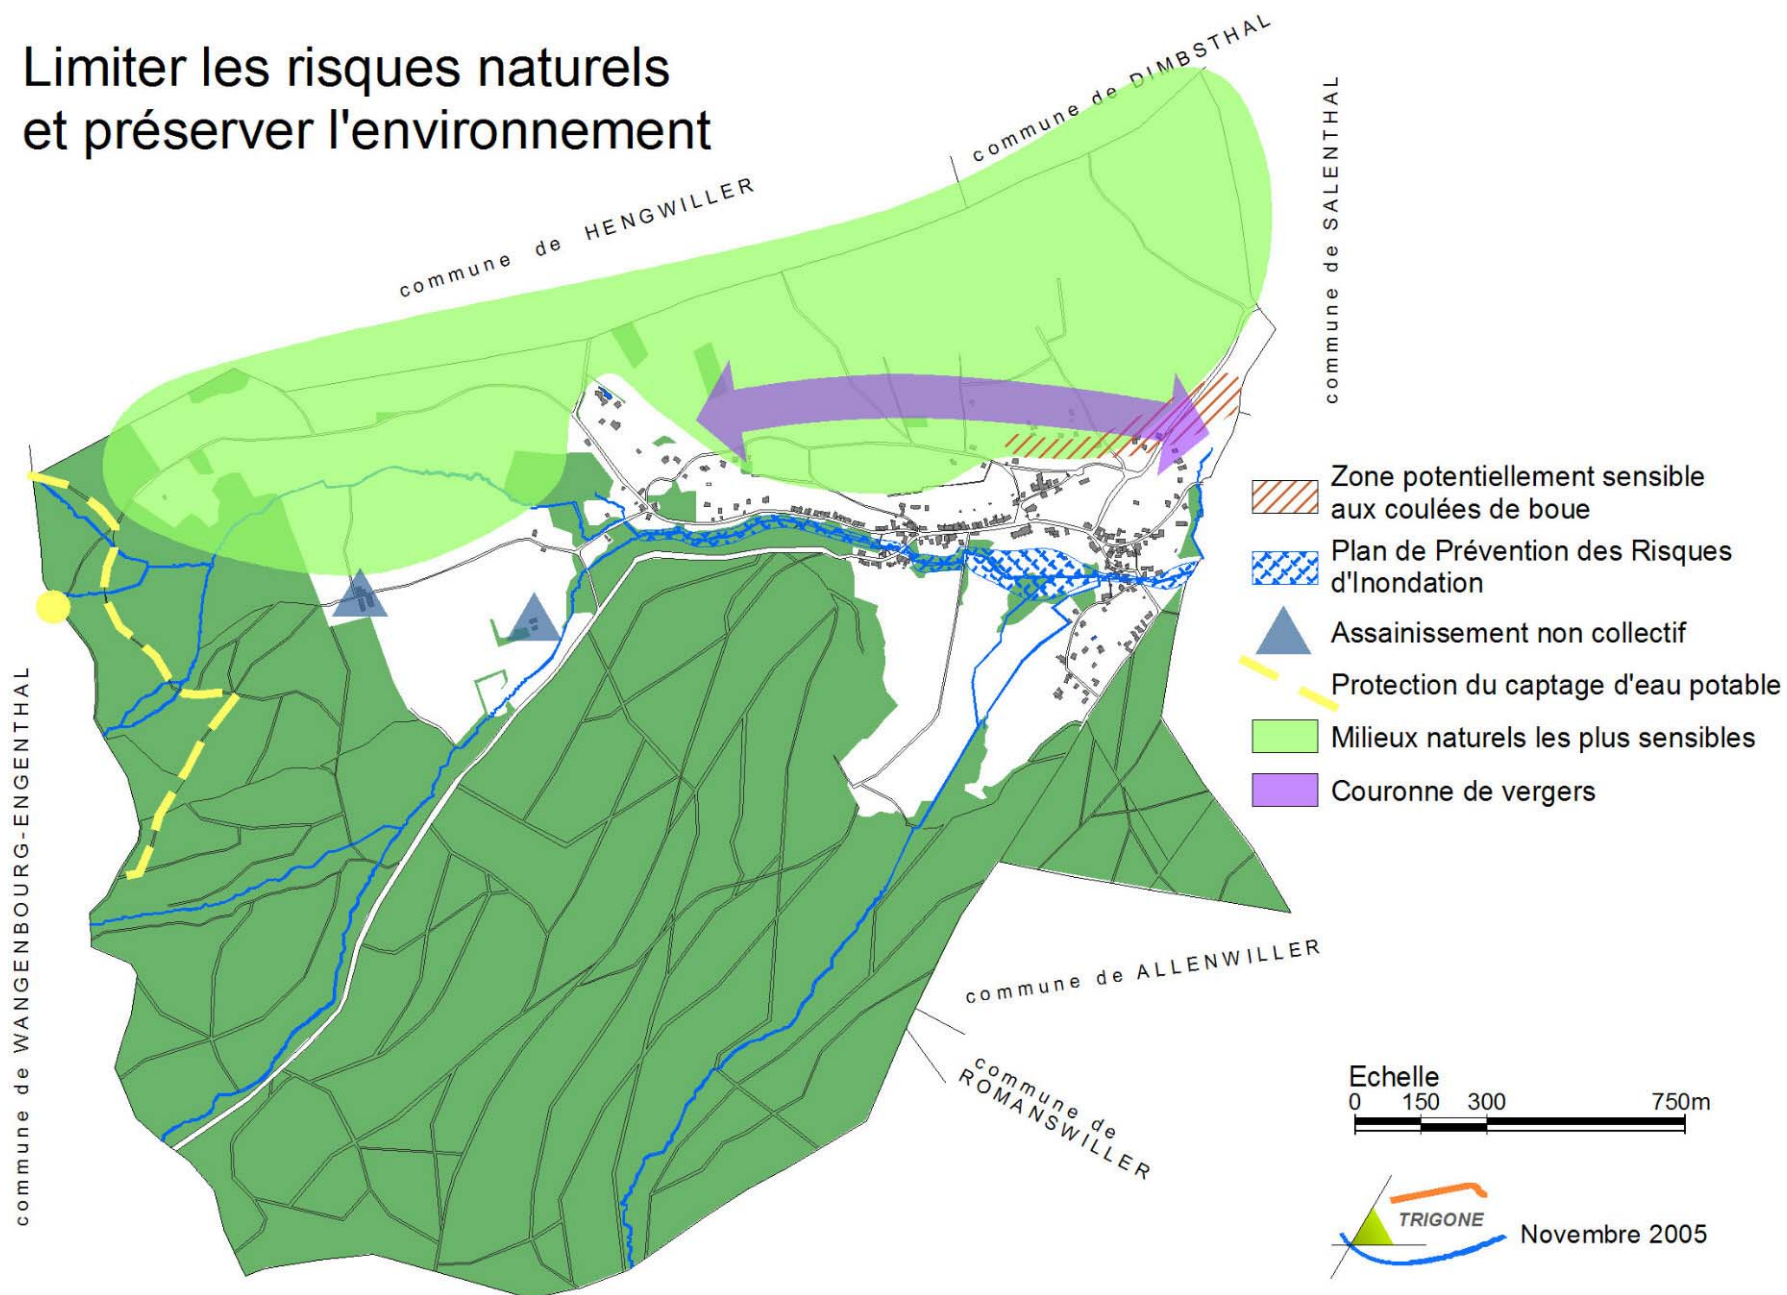 Limiter les risques naturels
et préserver l'environnement
commune de DIMBSTHAL
commune de HENGWILLER
commune de SALENTHAL
Zone potentiellement sensible
aux coulées de boue
Plan de Prévention des Risques
d'Inondation
Assainissement non collectif
Protection du captage d'eau potable
Milieux naturels les plus sensibles
Couronne de vergers
commune de WANGENBOURG-ENGENTHAL
commune de ALLENWILLER
commune de
ROMANSWILLER
Echelle
0 150 300 750m
TRIGONE
Novembre 2005